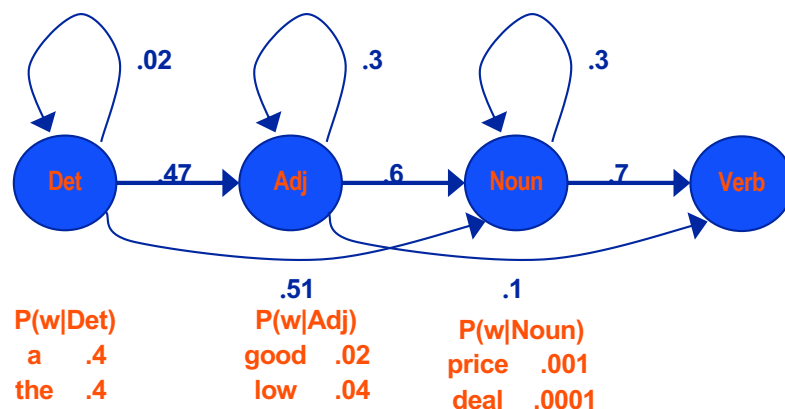 .02 .3 .3
Det .47 Adj .6 Noun .7 Verb
.51 .1
P(w|Det) P(w|Adj) P(w|Noun)
a .4 good .02 price .001
the .4 low .04 deal .0001